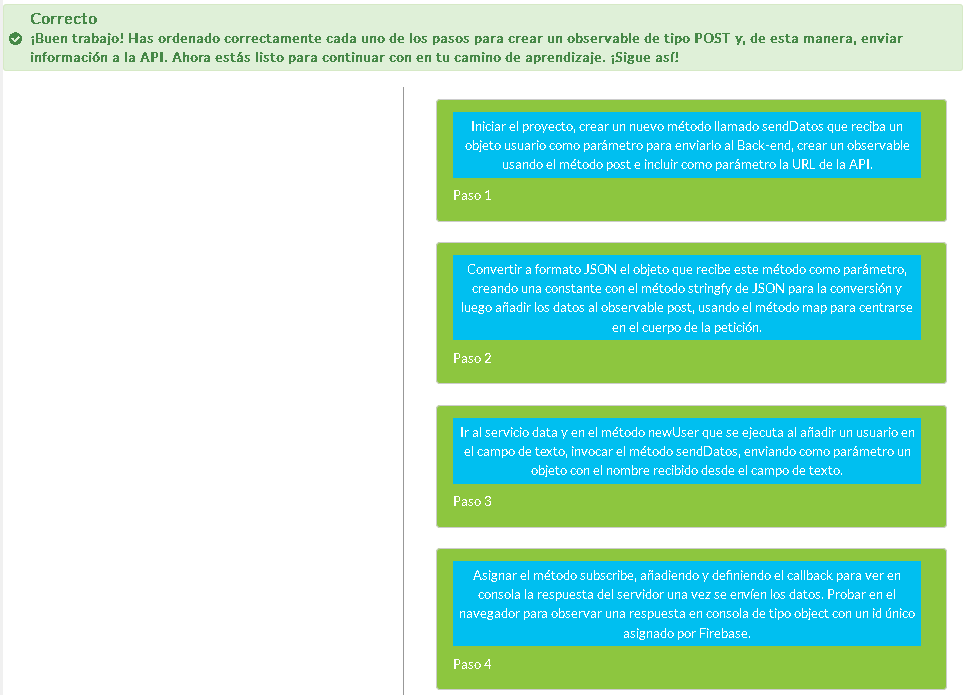 Correcto
¡Buen trabajo! Has ordenado correctamente cada uno de los pasos para crear un observable de tipo POST y, de esta manera, enviar
información a la API. Ahora estás listo para continuar con en tu camino de aprendizaje. ¡Sigue así!
Iniciar el proyecto, crear un nuevo método llamado sendDatos que reciba un
objeto usuario como parámetro para enviarlo al Back-end, crear un observable
usando el método post e incluir como parámetro la URL de la API.
Paso 1
Convertir a formato JSON el objeto que recibe este método como parámetro,
creando una constante con el método stringfy de JSON para la conversión y
luego añadir los datos al observable post, usando el método map para centrarse
en el cuerpo de la petición.
Paso 2
Ir al servicio data y en el método newUser que se ejecuta al añadir un usuario en
el campo de texto, invocar el método sendDatos, enviando como parámetro un
objeto con el nombre recibido desde el campo de texto.
Paso 3
Asignar el método subscribe, añadiendo y definiendo el callback para ver en
consola la respuesta del servidor una vez se envíen los datos. Probar en el
navegador para observar una respuesta en consola de tipo object con un id único
asignado por Firebase.
Paso 4